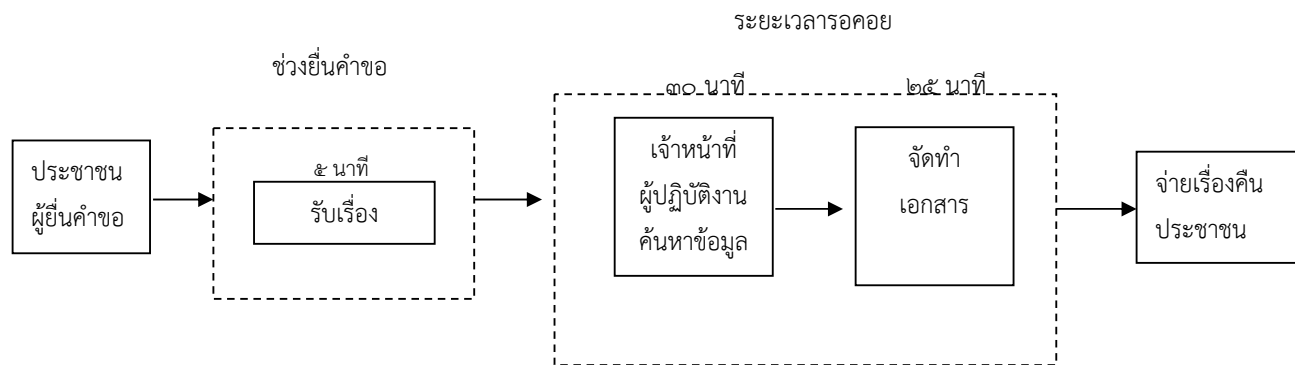 ระยะเวลารอคอย
ช่วงยื่นคำขอ
๓๐ นาที
๒๕ นาที
ประชาชน
ผู้ยื่นคำขอ
๕ นาที
รับเรื่อง
เจ้าหน้าที่
ผู้ปฏิบัติงาน
ค้นหาข้อมูล
จัดทำ
เอกสาร
จ่ายเรื่องคืน
ประชาชน